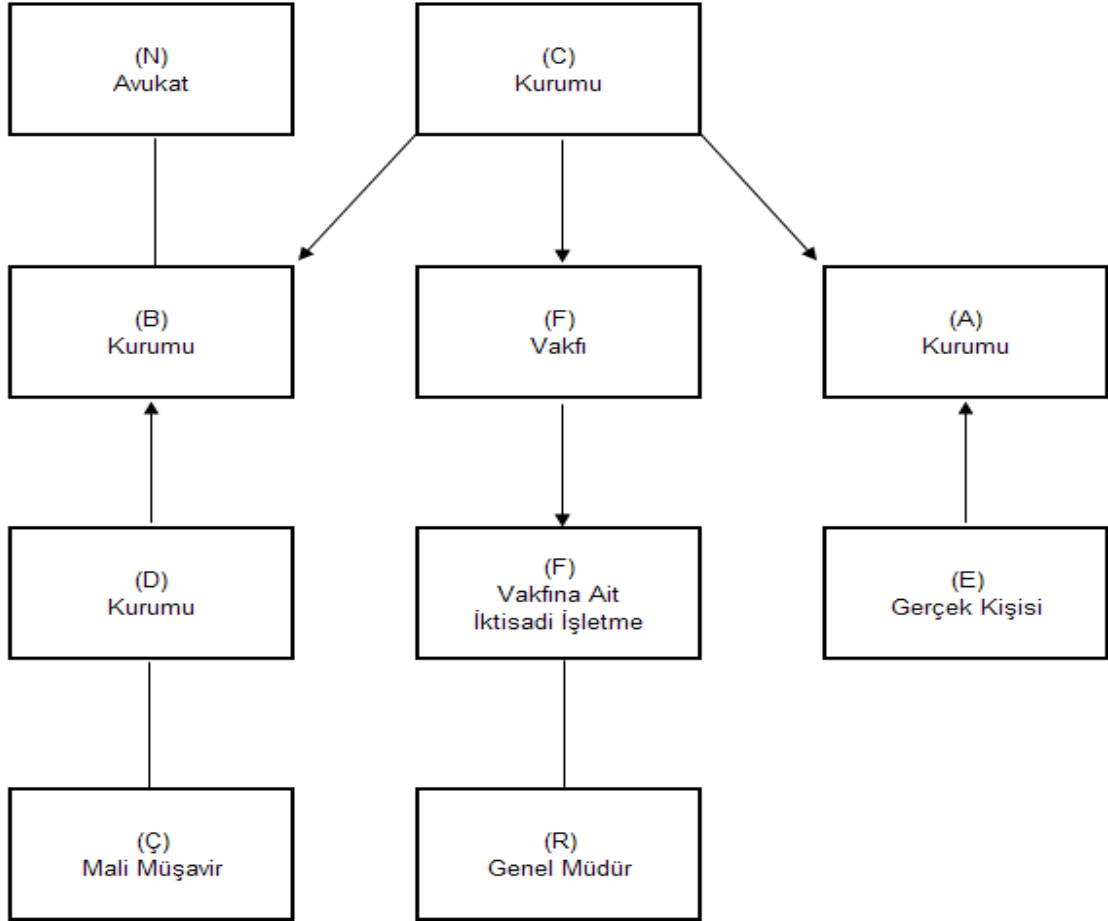 (N)
Avukat
(C)
Kurumu
(B)
Kurumu
(F)
Vakfı
(A)
Kurumu
(D)
Kurumu
(F)
Vakfına Ait
İktisadi İşletme
(E)
Gerçek Kişisi
(Ç)
Mali Müşavir
(R)
Genel Müdür